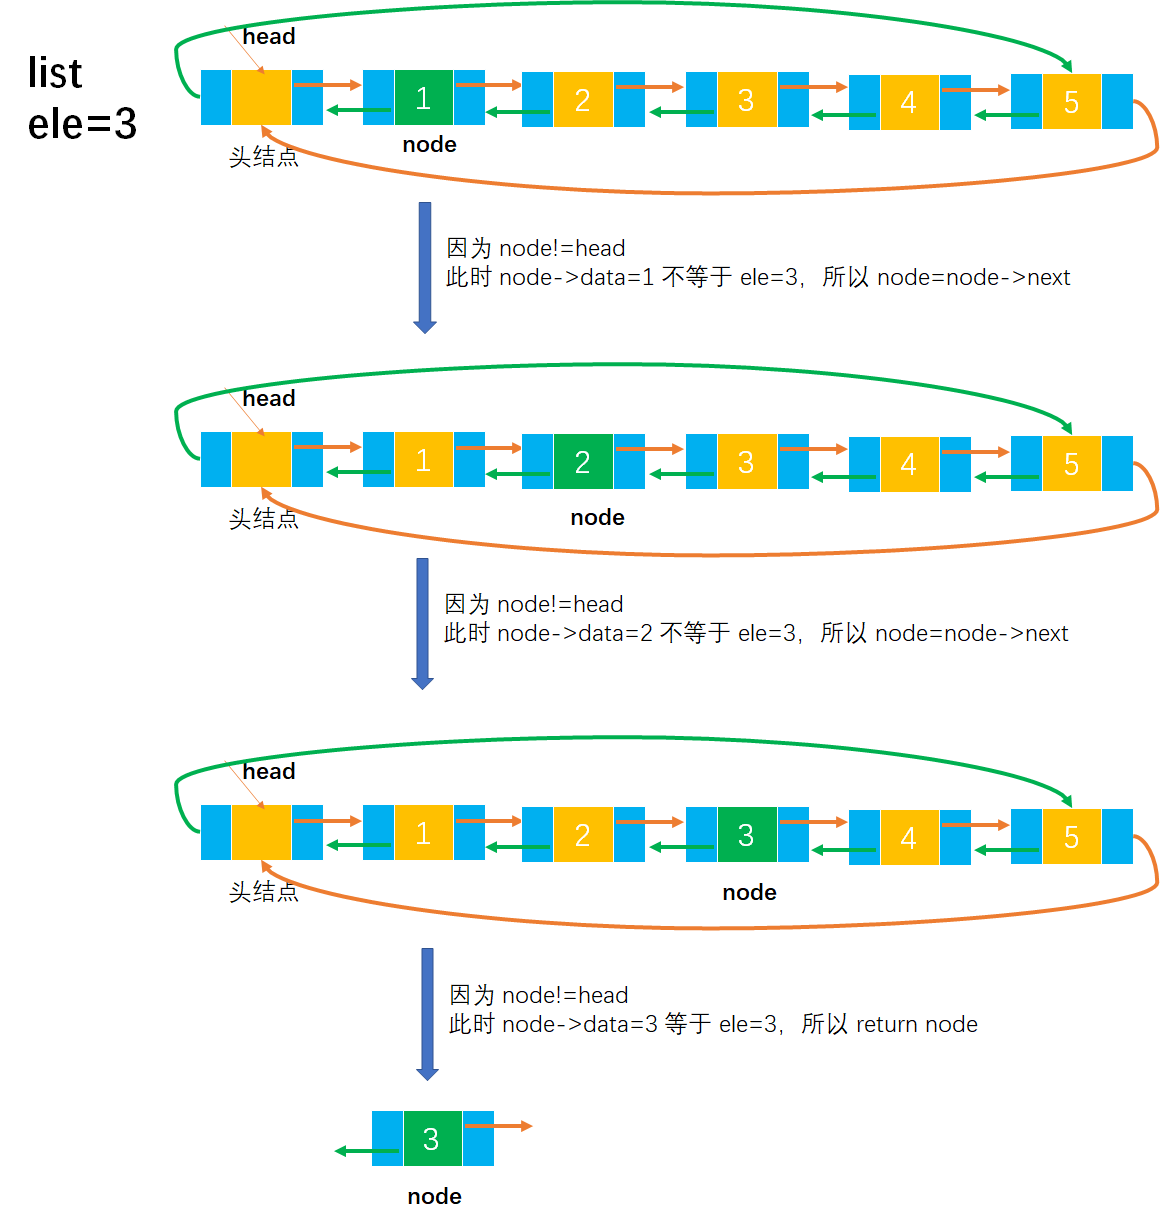 list
ele=3
head
1
2
3
4
5
头结点
node
因为 node!=head
此时 node->data=1 不等于 ele=3，所以 node=node->next
head
1
2
3
4
5
头结点
node
因为 node!=head
此时 node->data=2 不等于 ele=3，所以 node=node->next
head
1
2
3
4
5
头结点
node
因为 node!=head
此时 node->data=3 等于 ele=3，所以 return node
3
node